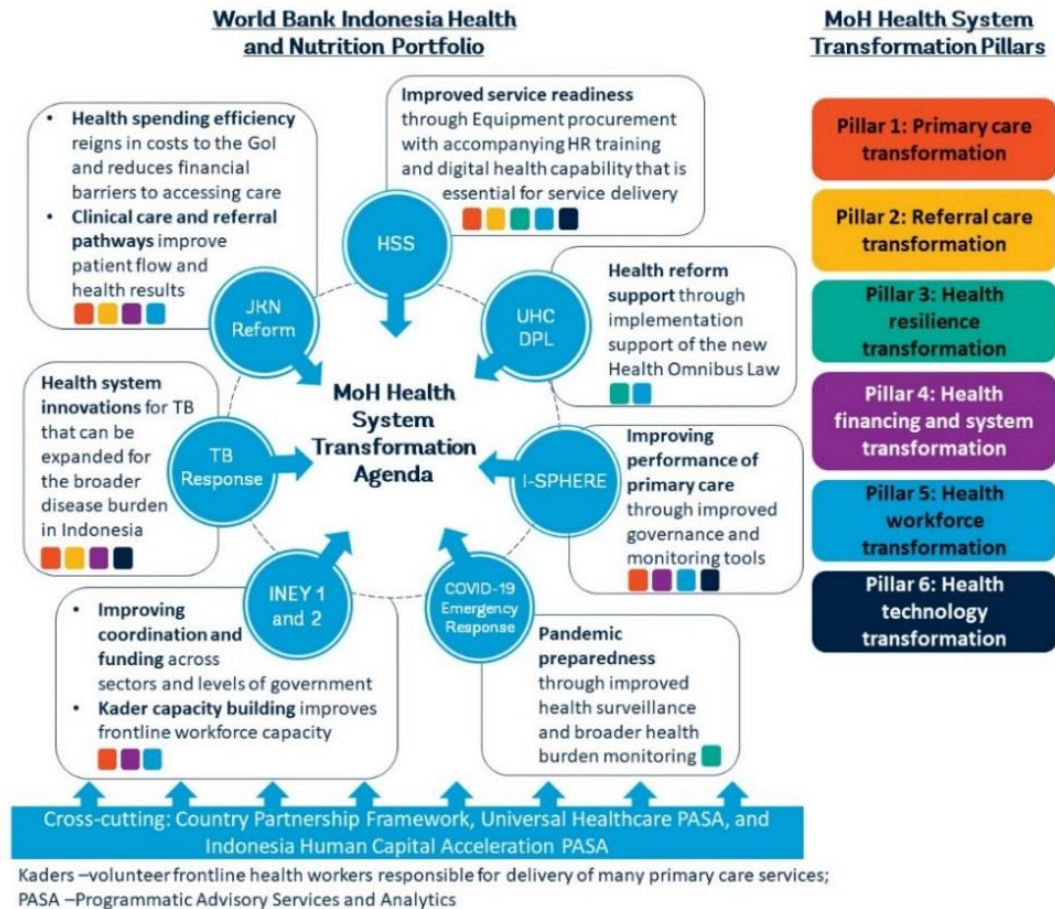 World Bank Indonesia Health
and Nutrition Portfolio
MoH Health System
Transformation Pillars
• Health spending efficiency
reigns in costs to the GoI
and reduces financial
barriers to accessing care
• Clinical care and referral
pathways improve
patient flow and
health results
JKN
Reform
Improved service readiness
through Equipment procurement
with accompanying HR training
and digital health capability that is
essential for service delivery
HSS
Health reform
support through
implementation
support of the new
Health Omnibus Law
UHC
DPL
Health system
innovations for TB
that can be
expanded for
the broader
disease burden
in Indonesia
TB
Response
MoH Health
System
Transformation
Agenda
I-SPHERE
Improving
performance of
primary care
through improved
governance and
monitoring tools
INEY 1
and 2
• Improving
coordination and
funding across
sectors and levels of government
• Kader capacity building improves
frontline workforce capacity
COVID-19
Emergency
Response
Pandemic
preparedness
through improved
health surveillance
and broader health
burden monitoring
Pillar 1: Primary care
transformation
Pillar 2: Referral care
transformation
Pillar 3: Health
resilience
transformation
Pillar 4: Health
financing and system
transformation
Pillar 5: Health
workforce
transformation
Pillar 6: Health
technology
transformation
Cross-cutting: Country Partnership Framework, Universal Healthcare PASA, and
Indonesia Human Capital Acceleration PASA
Kaders –volunteer frontline health workers responsible for delivery of many primary care services;
PASA –Programmatic Advisory Services and Analytics